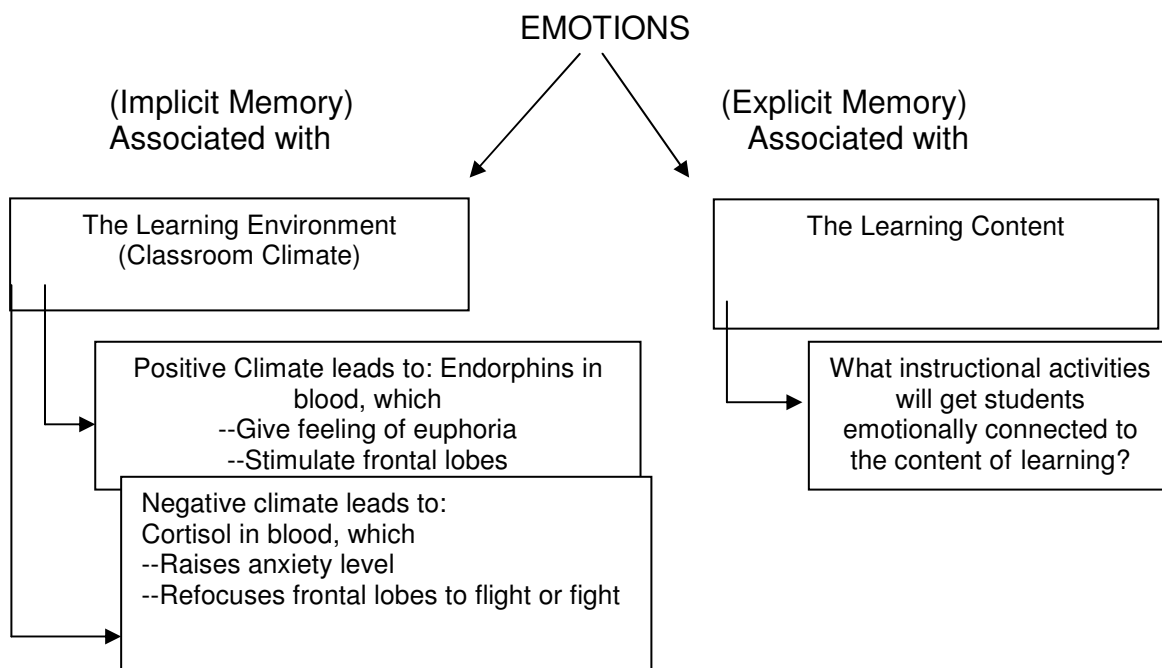 EMOTIONS
(Implicit Memory)
Associated with
(Explicit Memory)
Associated with
The Learning Environment
(Classroom Climate)
The Learning Content
Positive Climate leads to: Endorphins in
blood, which
--Give feeling of euphoria
--Stimulate frontal lobes
Negative climate leads to:
Cortisol in blood, which
--Raises anxiety level
--Refocuses frontal lobes to flight or fight
What instructional activities
will get students
emotionally connected to
the content of learning?